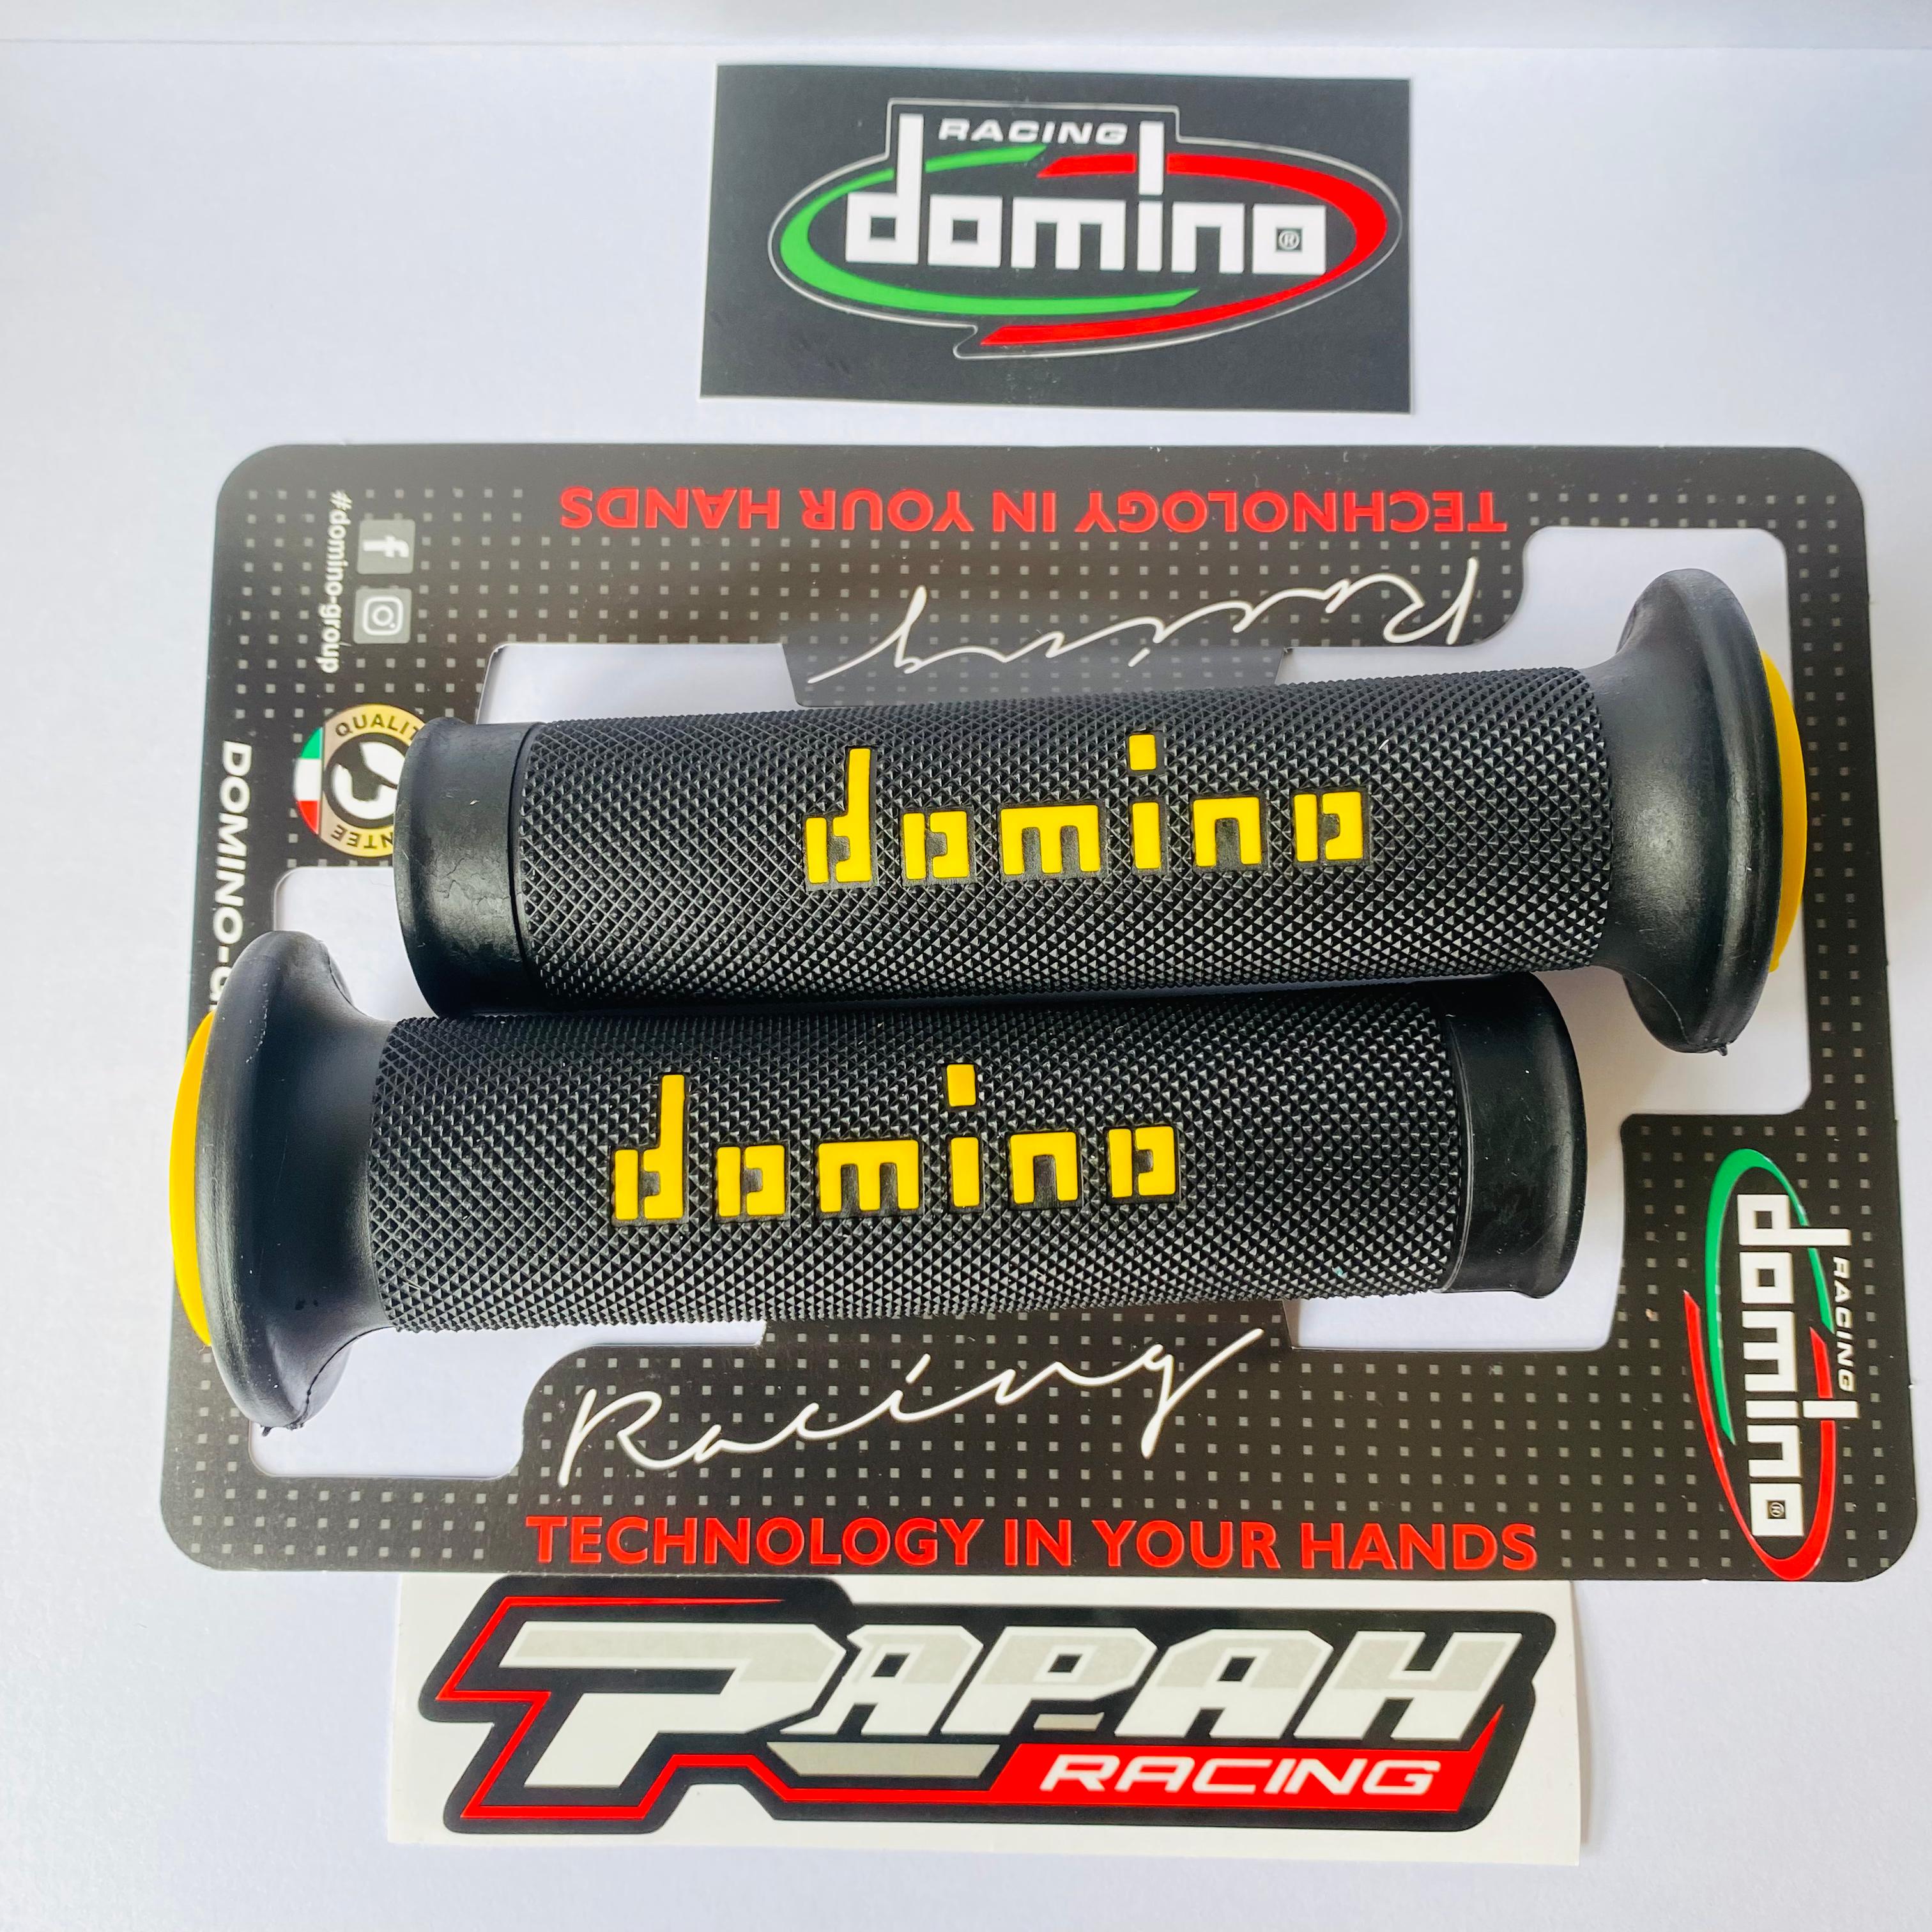 RACING
domino®
TECHNOLOGY IN YOUR HANDS
Racing
#domino-group
domino
DOMINO-
domino
RACING
domino®
Racing
TECHNOLOGY IN YOUR HANDS
PAPAH
RACING